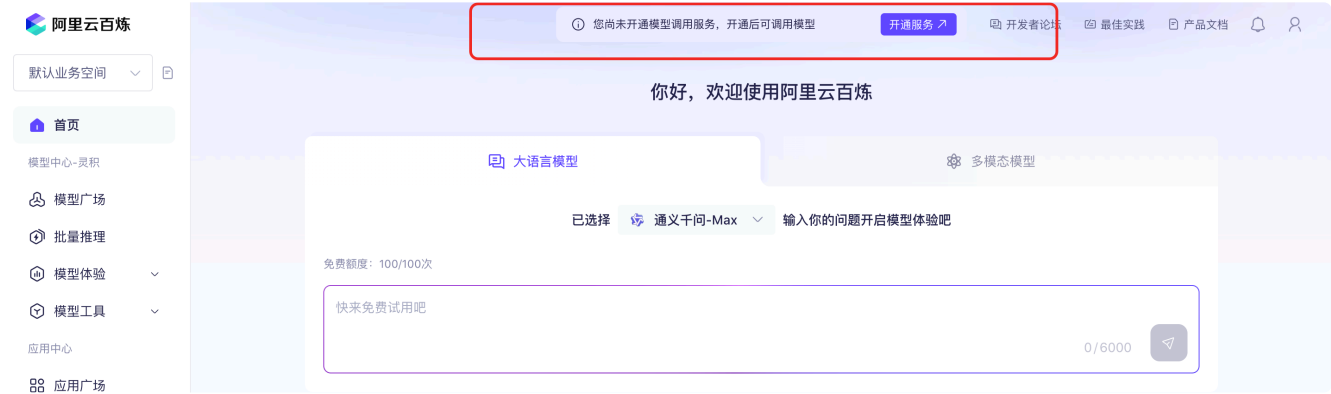 阿里云百炼
您尚未开通模型调用服务，开通后可调用模型
开通服务
开发者论坛
最佳实践
产品文档
默认业务空间
你好，欢迎使用阿里云百炼
首页
模型中心-灵积
大语言模型
多模态模型
模型广场
已选择 通义千问-Max 输入你的问题开启模型体验吧
批量推理
免费额度：100/100次
模型体验
快来免费试用吧
模型工具
0/6000
应用中心
应用广场